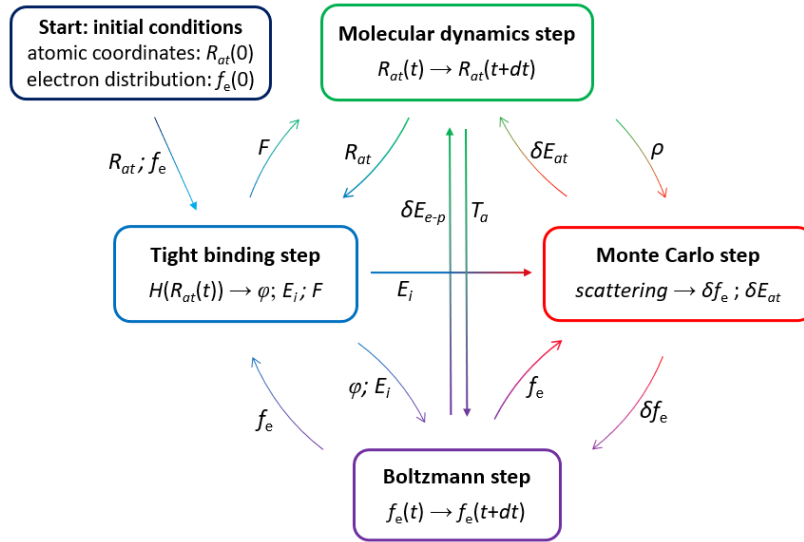 Start: initial conditions
atomic coordinates: R_at(0)
electron distribution: f_e(0)
Molecular dynamics step
R_at(t) → R_at(t+dt)
R_at; f_e
F
R_at
δE_at
ρ
δE_e-p
T_a
Tight binding step
H(R_at(t)) → φ; E_i; F
E_i
Monte Carlo step
scattering → δf_e ; δE_at
f_e
φ; E_i
f_e
δf_e
Boltzmann step
f_e(t) → f_e(t+dt)